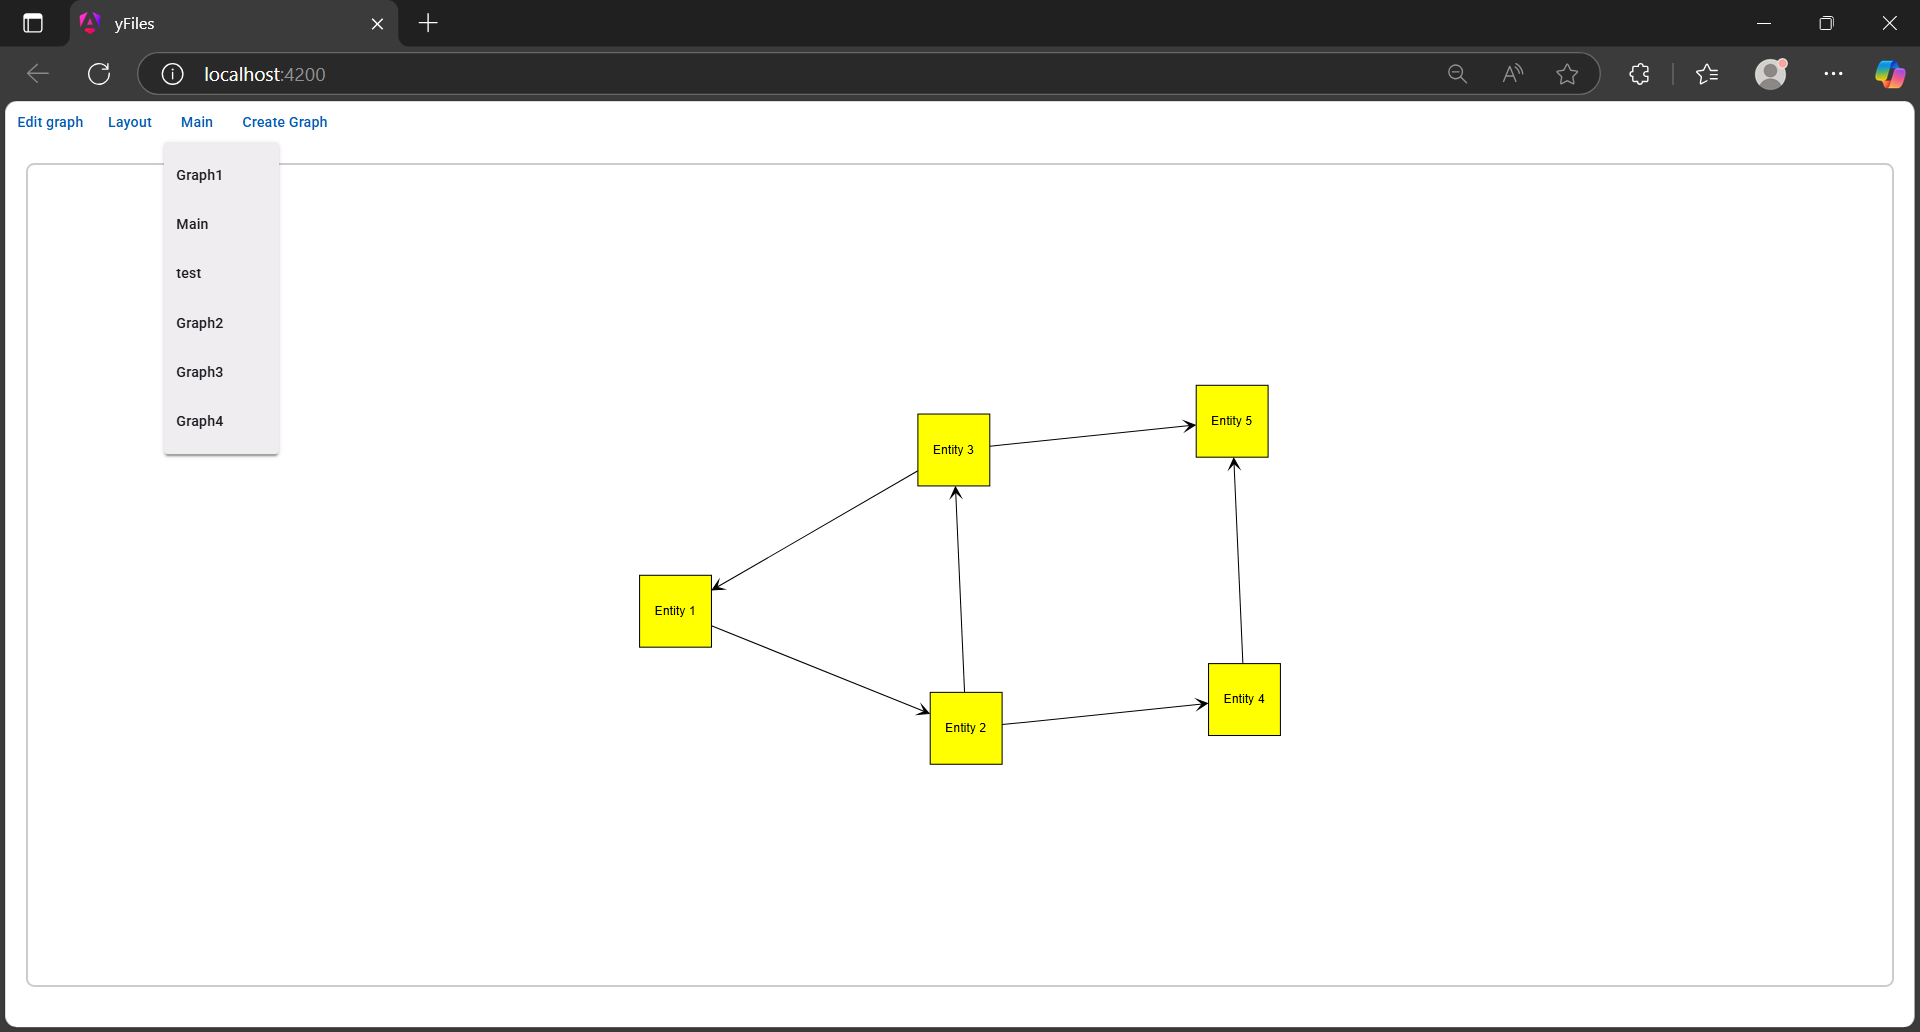 yFiles
localhost:4200
Edit graph Layout Main Create Graph
Graph1
Main
test
Graph2
Graph3
Graph4
Entity 5
Entity 3
Entity 1
Entity 4
Entity 2